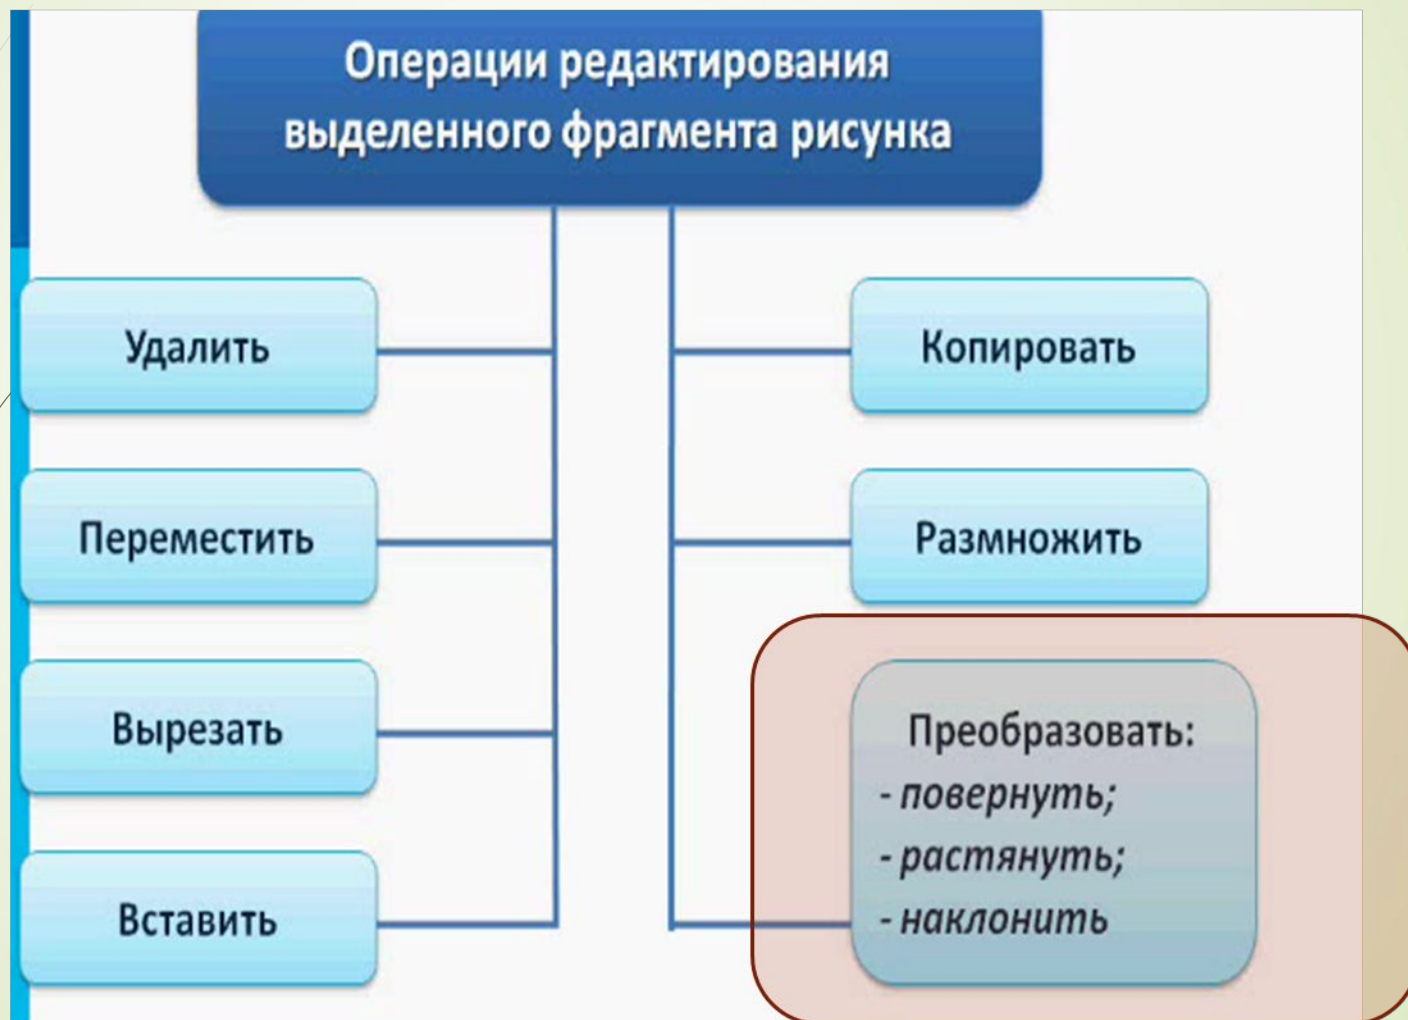 Операции редактирования
выделенного фрагмента рисунка
Удалить
Копировать
Переместить
Размножить
Вырезать
Преобразовать:
- повернуть;
- растянуть;
- наклонить
Вставить